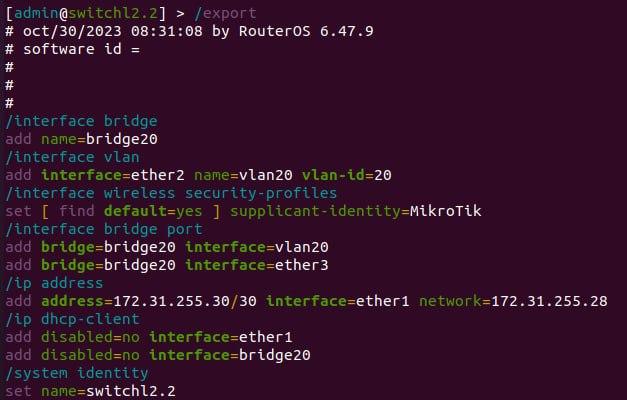 [admin@switchl2.2] > /export
# oct/30/2023 08:31:08 by RouterOS 6.47.9
# software id =
#
#
#
/interface bridge
add name=bridge20
/interface vlan
add interface=ether2 name=vlan20 vlan-id=20
/interface wireless security-profiles
set [ find default=yes ] supplicant-identity=MikroTik
/interface bridge port
add bridge=bridge20 interface=vlan20
add bridge=bridge20 interface=ether3
/ip address
add address=172.31.255.30/30 interface=ether1 network=172.31.255.28
/ip dhcp-client
add disabled=no interface=ether1
add disabled=no interface=bridge20
/system identity
set name=switchl2.2